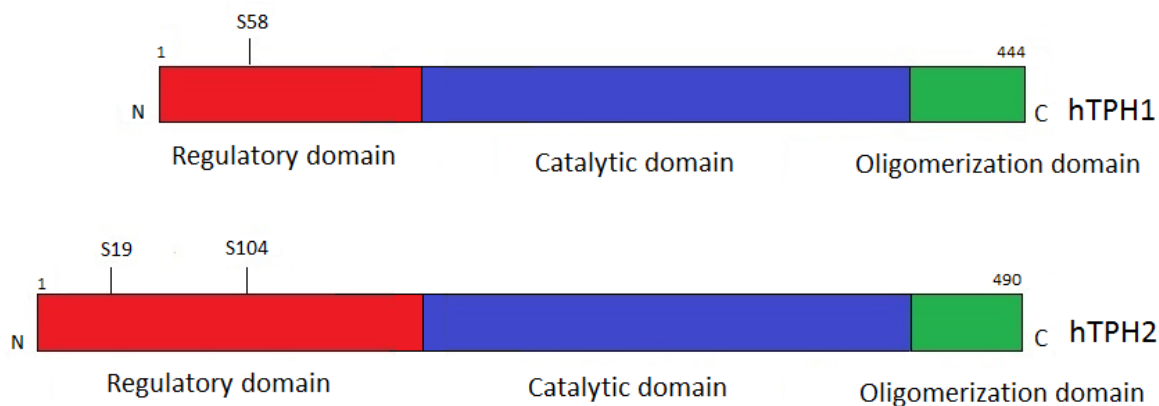 S58
1 444
N C hTPH1
Regulatory domain Catalytic domain Oligomerization domain
S19 S104
1 490
N C hTPH2
Regulatory domain Catalytic domain Oligomerization domain